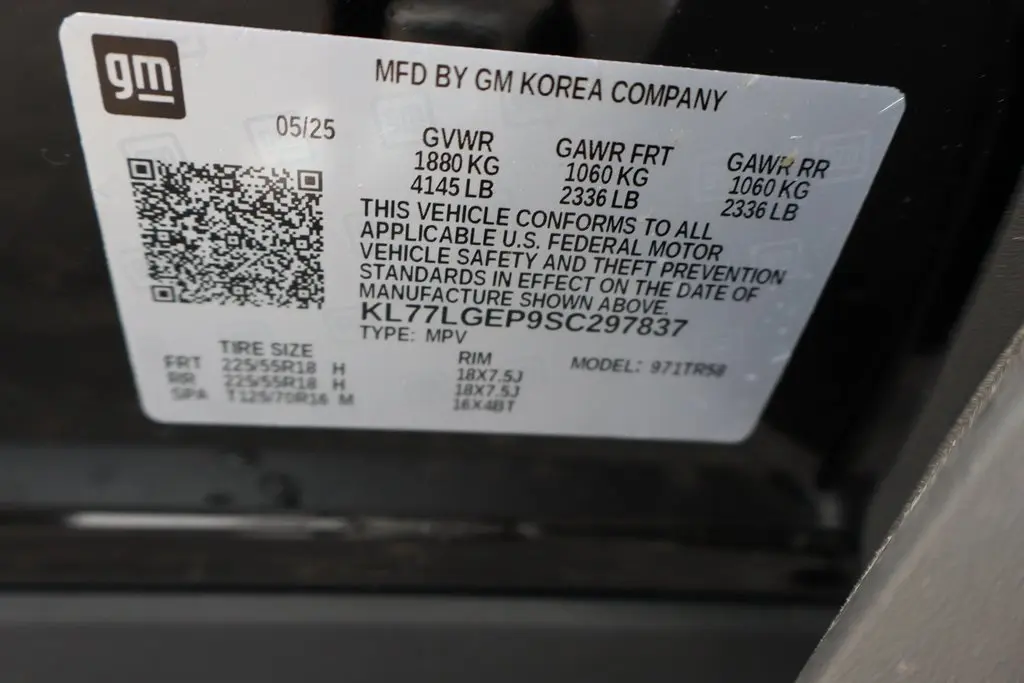 gm
MFD BY GM KOREA COMPANY
05/25
GVWR
1880 KG
4145 LB
GAWR FRT
1060 KG
2336 LB
GAWR RR
1060 KG
2336 LB
THIS VEHICLE CONFORMS TO ALL
APPLICABLE U.S. FEDERAL MOTOR
VEHICLE SAFETY AND THEFT PREVENTION
STANDARDS IN EFFECT ON THE DATE OF
MANUFACTURE SHOWN ABOVE.
KL77LGEP9SC297837
TYPE: MPV
MODEL: 971TR58
TIRE SIZE
RIM
FRT 225/55R18 H 18X7.5J
RR 225/55R18 H 18X7.5J
SPA T125/70R16 M 16X4BT